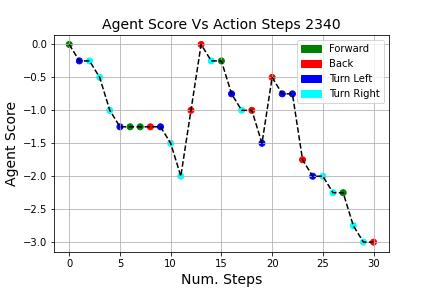 Agent Score Vs Action Steps 2340
Forward
Back
Turn Left
Turn Right
Agent Score
0.0
−0.5
−1.0
−1.5
−2.0
−2.5
−3.0
0 5 10 15 20 25 30
Num. Steps